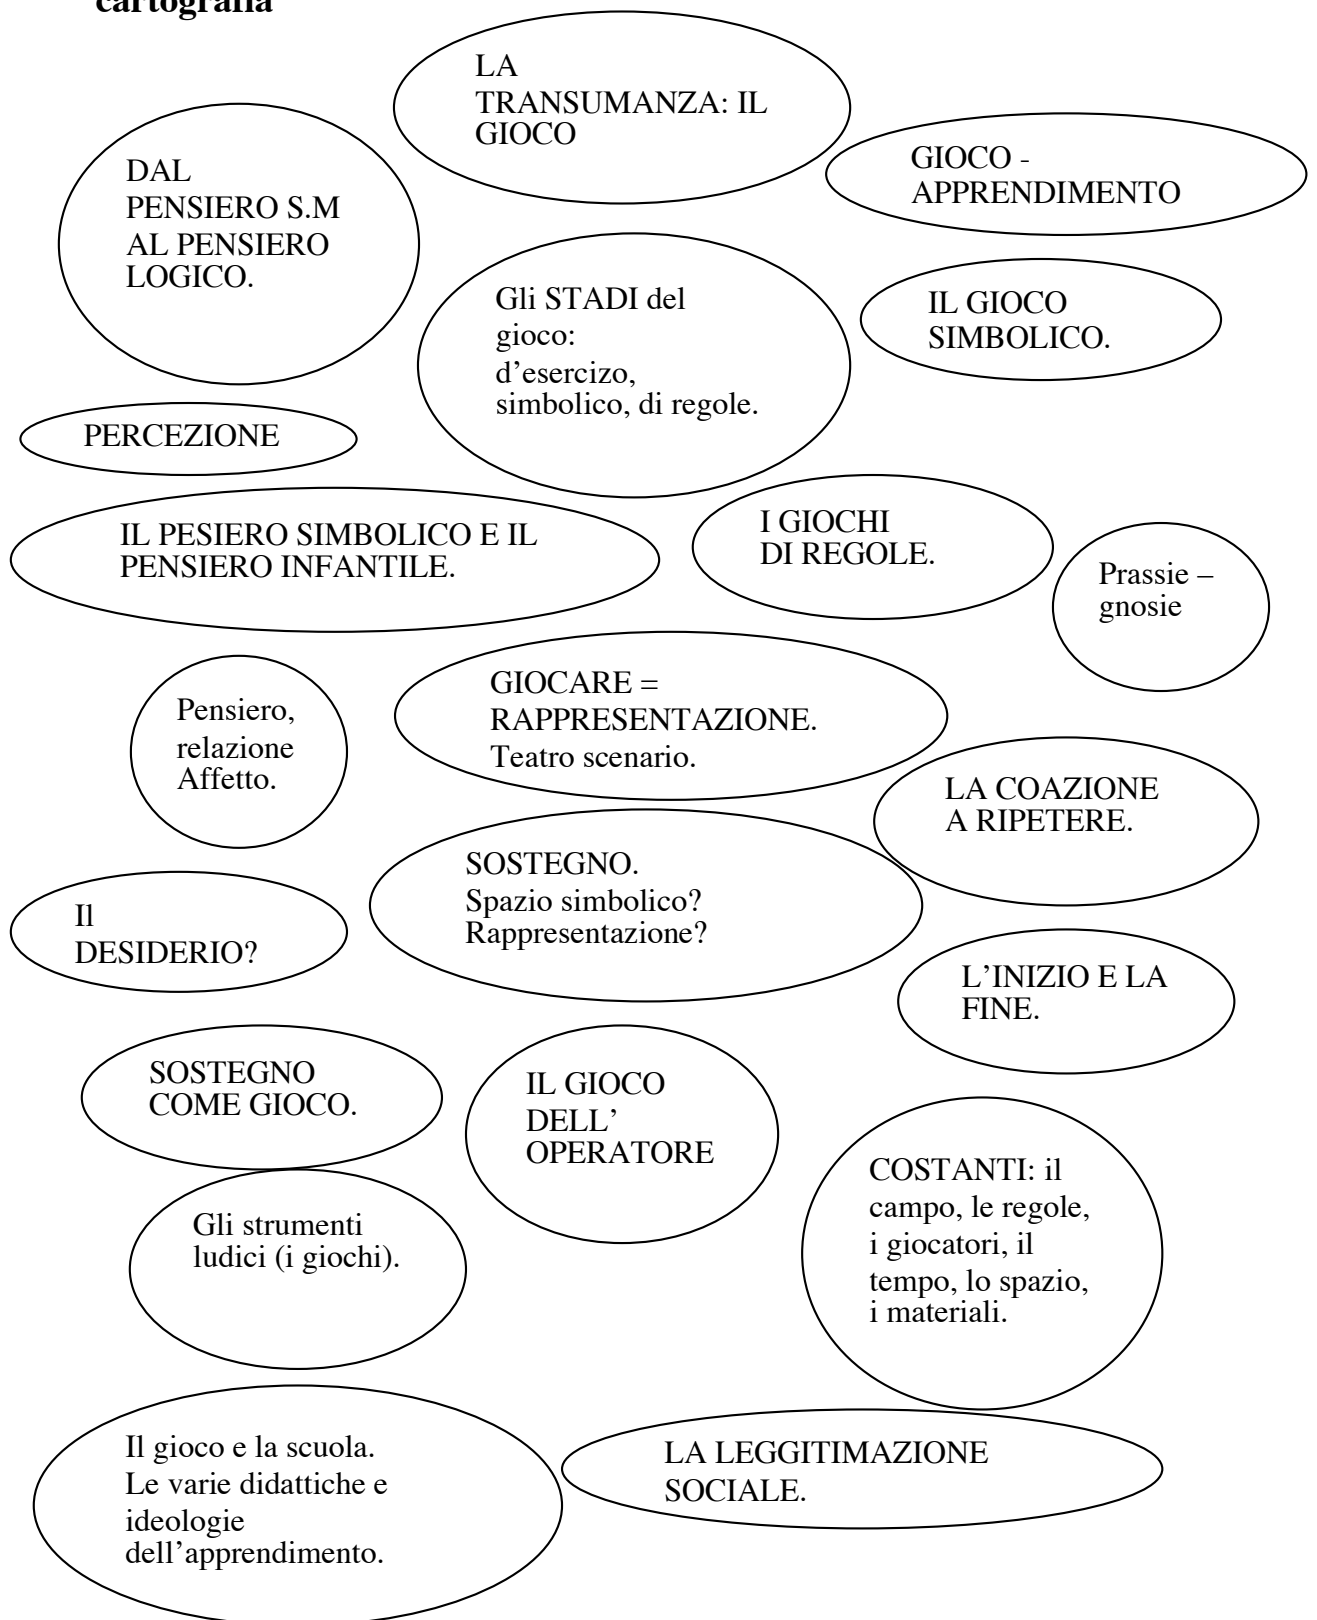 cartografia
LA
TRANSUMANZA: IL
GIOCO
DAL
PENSIERO S.M
AL PENSIERO
LOGICO.
GIOCO -
APPRENDIMENTO
Gli STADI del
gioco:
d’esercizo,
simbolico, di regole.
IL GIOCO
SIMBOLICO.
PERCEZIONE
IL PESIERO SIMBOLICO E IL
PENSIERO INFANTILE.
I GIOCHI
DI REGOLE.
Prassie –
gnosie
Pensiero,
relazione
Affetto.
GIOCARE =
RAPPRESENTAZIONE.
Teatro scenario.
LA COAZIONE
A RIPETERE.
SOSTEGNO.
Spazio simbolico?
Rappresentazione?
Il
DESIDERIO?
L’INIZIO E LA
FINE.
SOSTEGNO
COME GIOCO.
IL GIOCO
DELL’
OPERATORE
COSTANTI: il
campo, le regole,
i giocatori, il
tempo, lo spazio,
i materiali.
Gli strumenti
ludici (i giochi).
Il gioco e la scuola.
Le varie didattiche e
ideologie
dell’apprendimento.
LA LEGGITIMAZIONE
SOCIALE.